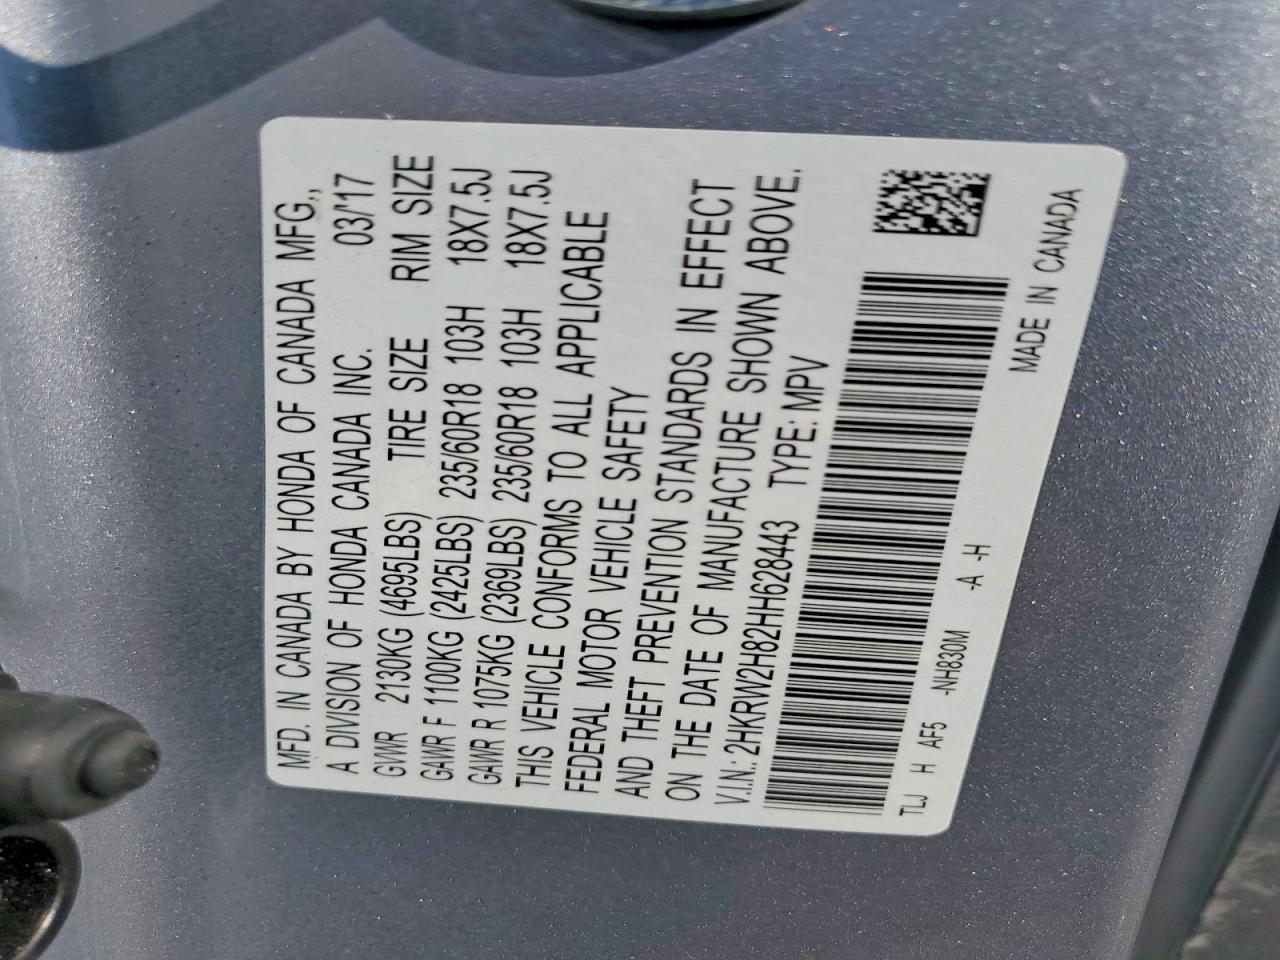 MFD. IN CANADA BY HONDA OF CANADA MFG.,
A DIVISION OF HONDA CANADA INC. 03/'17
GVWR 2130KG (4695LBS) TIRE SIZE RIM SIZE
GAWR F 1100KG (2425LBS) 235/60R18 103H 18X7.5J
GAWR R 1075KG (2369LBS) 235/60R18 103H 18X7.5J
THIS VEHICLE CONFORMS TO ALL APPLICABLE
FEDERAL MOTOR VEHICLE SAFETY
AND THEFT PREVENTION STANDARDS IN EFFECT
ON THE DATE OF MANUFACTURE SHOWN ABOVE.
V.I.N.: 2HKRW2H82HH628443 TYPE: MPV
TLJ H AF5 -NH830M -A -H MADE IN CANADA